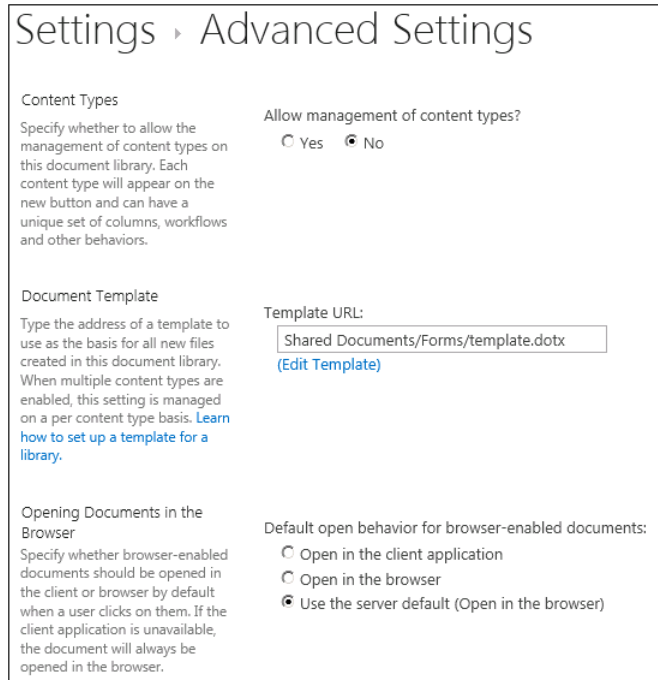 Settings ▸ Advanced Settings
Content Types
Specify whether to allow the
management of content types on
this document library. Each
content type will appear on the
new button and can have a
unique set of columns, workflows
and other behaviors.
Allow management of content types?
Yes No
Document Template
Type the address of a template to
use as the basis for all new files
created in this document library.
When multiple content types are
enabled, this setting is managed
on a per content type basis. Learn
how to set up a template for a
library.
Template URL:
Shared Documents/Forms/template.dotx
(Edit Template)
Opening Documents in the
Browser
Specify whether browser-enabled
documents should be opened in
the client or browser by default
when a user clicks on them. If the
client application is unavailable,
the document will always be
opened in the browser.
Default open behavior for browser-enabled documents:
Open in the client application
Open in the browser
Use the server default (Open in the browser)